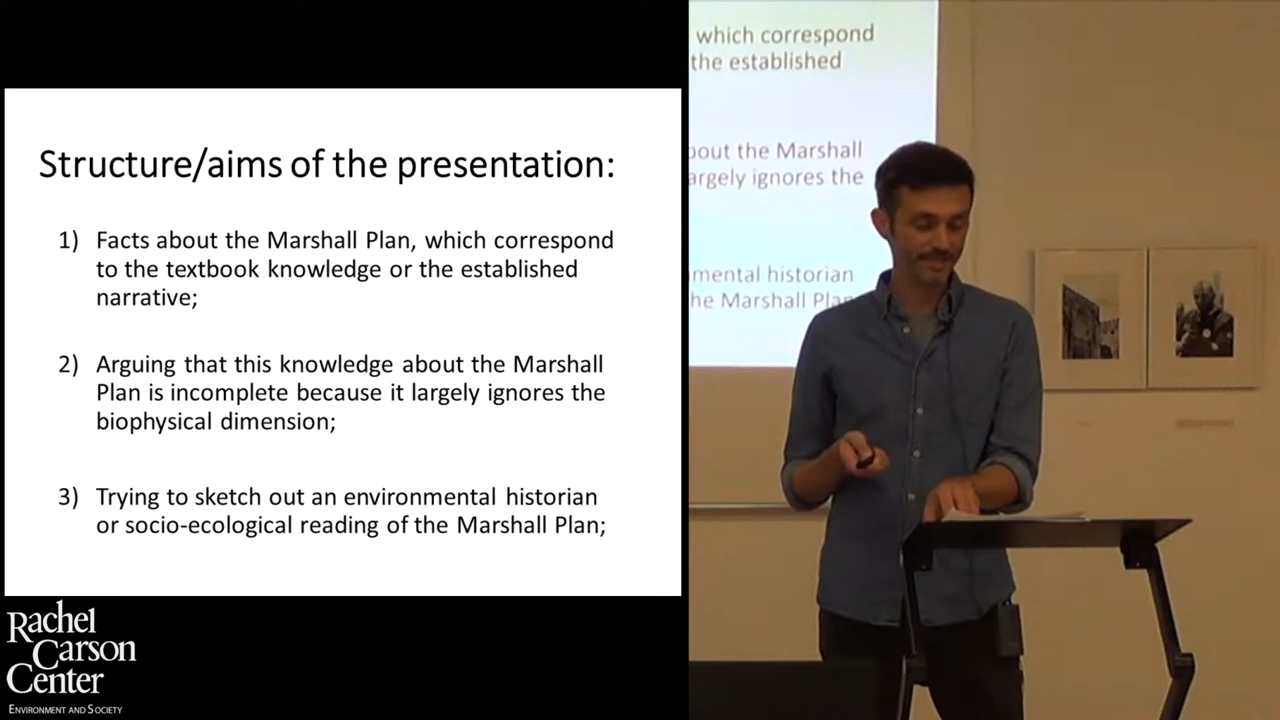 Structure/aims of the presentation:
1) Facts about the Marshall Plan, which correspond
to the textbook knowledge or the established
narrative;
2) Arguing that this knowledge about the Marshall
Plan is incomplete because it largely ignores the
biophysical dimension;
3) Trying to sketch out an environmental historian
or socio-ecological reading of the Marshall Plan;
Rachel
Carson
Center
ENVIRONMENT AND SOCIETY
which correspond
the established
about the Marshall
largely ignores the
mental historian
he Marshall Plan